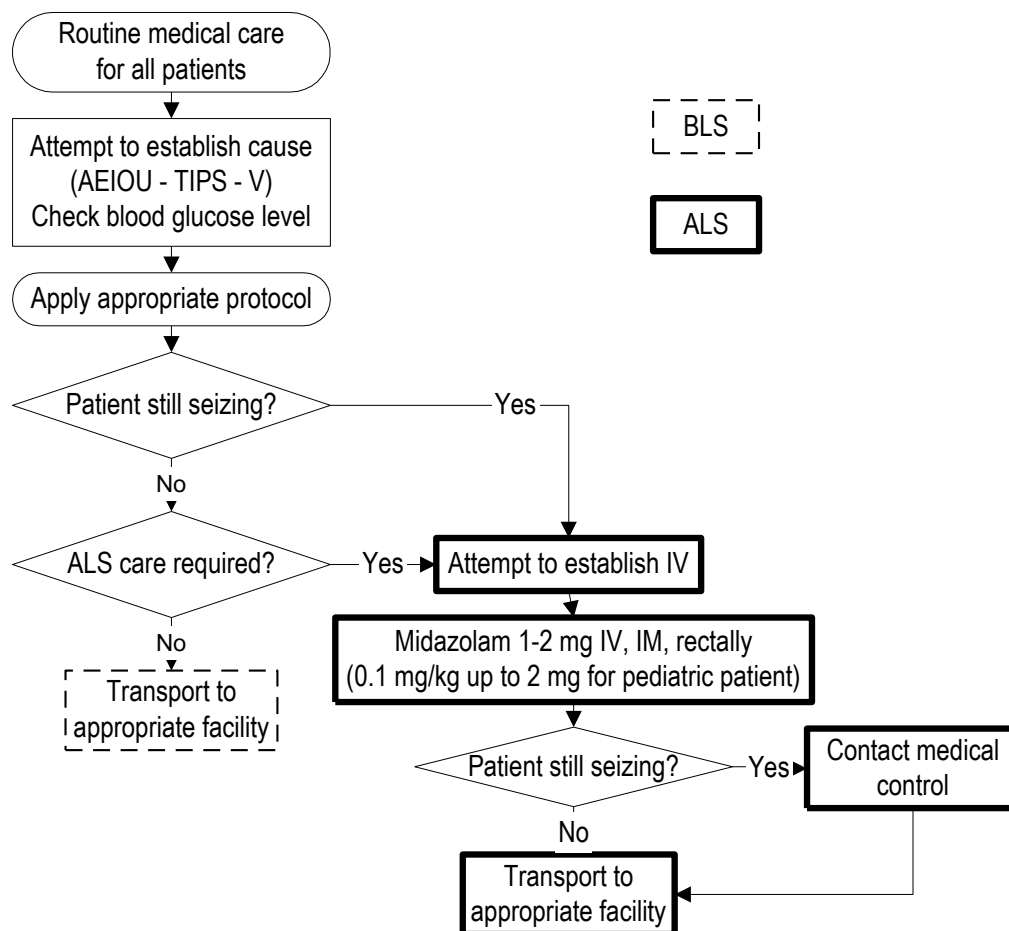 Routine medical care
for all patients
Attempt to establish cause
(AEIOU - TIPS - V)
Check blood glucose level
BLS
ALS
Apply appropriate protocol
Patient still seizing?
Yes
No
ALS care required?
Yes
Attempt to establish IV
No
Midazolam 1-2 mg IV, IM, rectally
(0.1 mg/kg up to 2 mg for pediatric patient)
Transport to
appropriate facility
Patient still seizing?
Yes
Contact medical
control
No
Transport to
appropriate facility